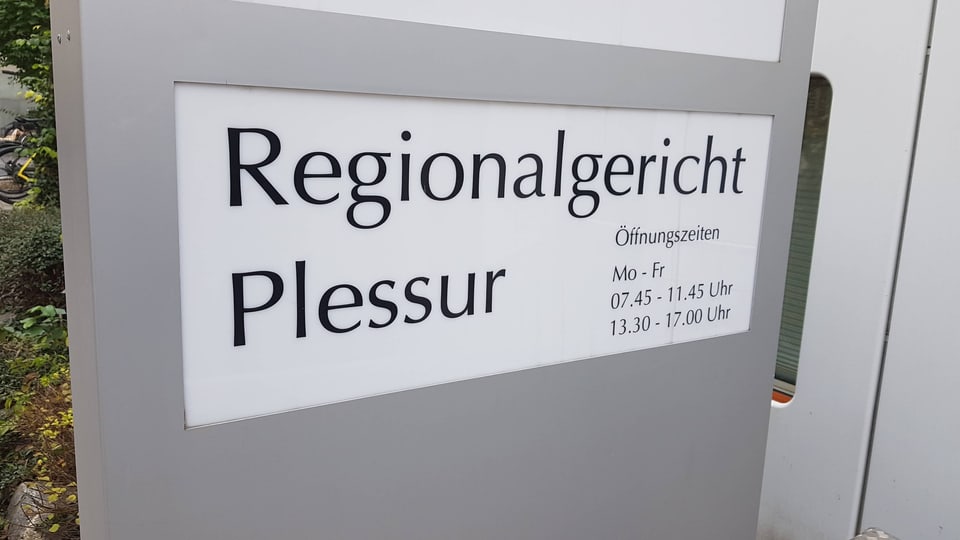 Regionalgericht
Plessur
Öffnungszeiten
Mo - Fr
07.45 - 11.45 Uhr
13.30 - 17.00 Uhr